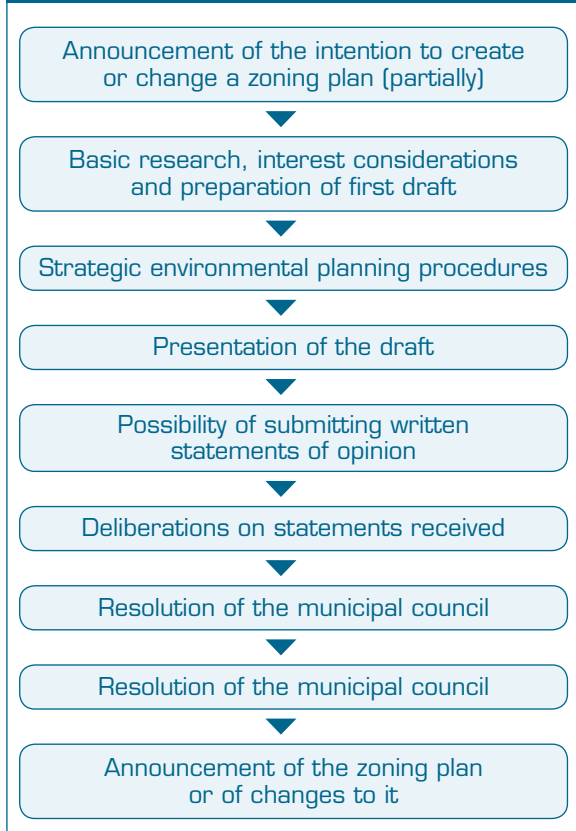 Announcement of the intention to create
or change a zoning plan (partially)
Basic research, interest considerations
and preparation of first draft
Strategic environmental planning procedures
Presentation of the draft
Possibility of submitting written
statements of opinion
Deliberations on statements received
Resolution of the municipal council
Resolution of the municipal council
Announcement of the zoning plan
or of changes to it